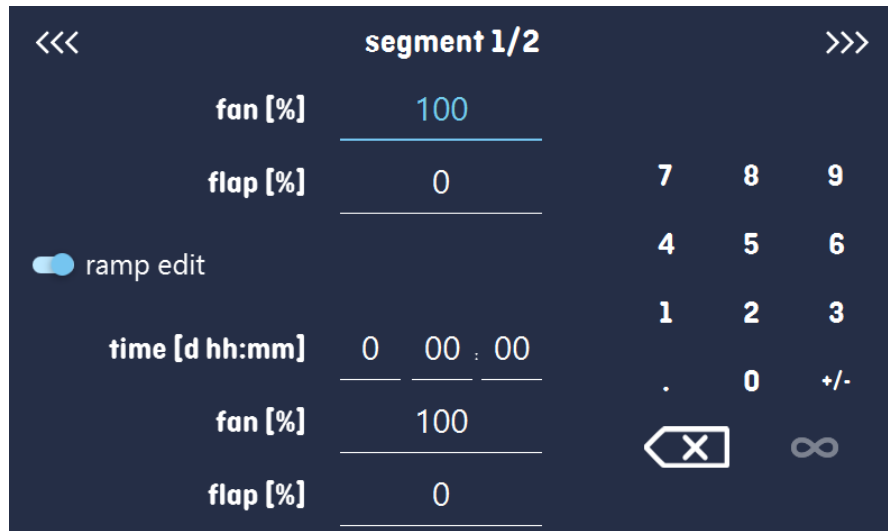 <<< segment 1/2 >>>
fan [%] 100
flap [%] 0
7 8 9
ramp edit
4 5 6
1 2 3
time [d hh:mm] 0 00 : 00
. 0 +/-
fan [%] 100
∞
flap [%] 0